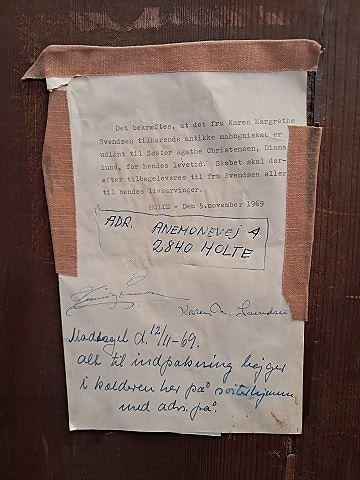 Det bekræftes, at det fru Karen Margrethe
Svendsen tilhørende antikke mahogniskab er
udlånt til Søster Agathe Christensen, Diens
lund, for hendes levetid. Skabet skal der-
efter tilbageleveres til fru Svendsen eller
til hendes livsarvinger.
HOLTE - Den 5.november 1969
ADR. ANEMONEVEJ 4
2840 HOLTE
Karen M. Svendsen
Modtaget d. 12/11-69.
alt til indpakning ligger
i kælderen her på søsterhjemmet
med adr. på.